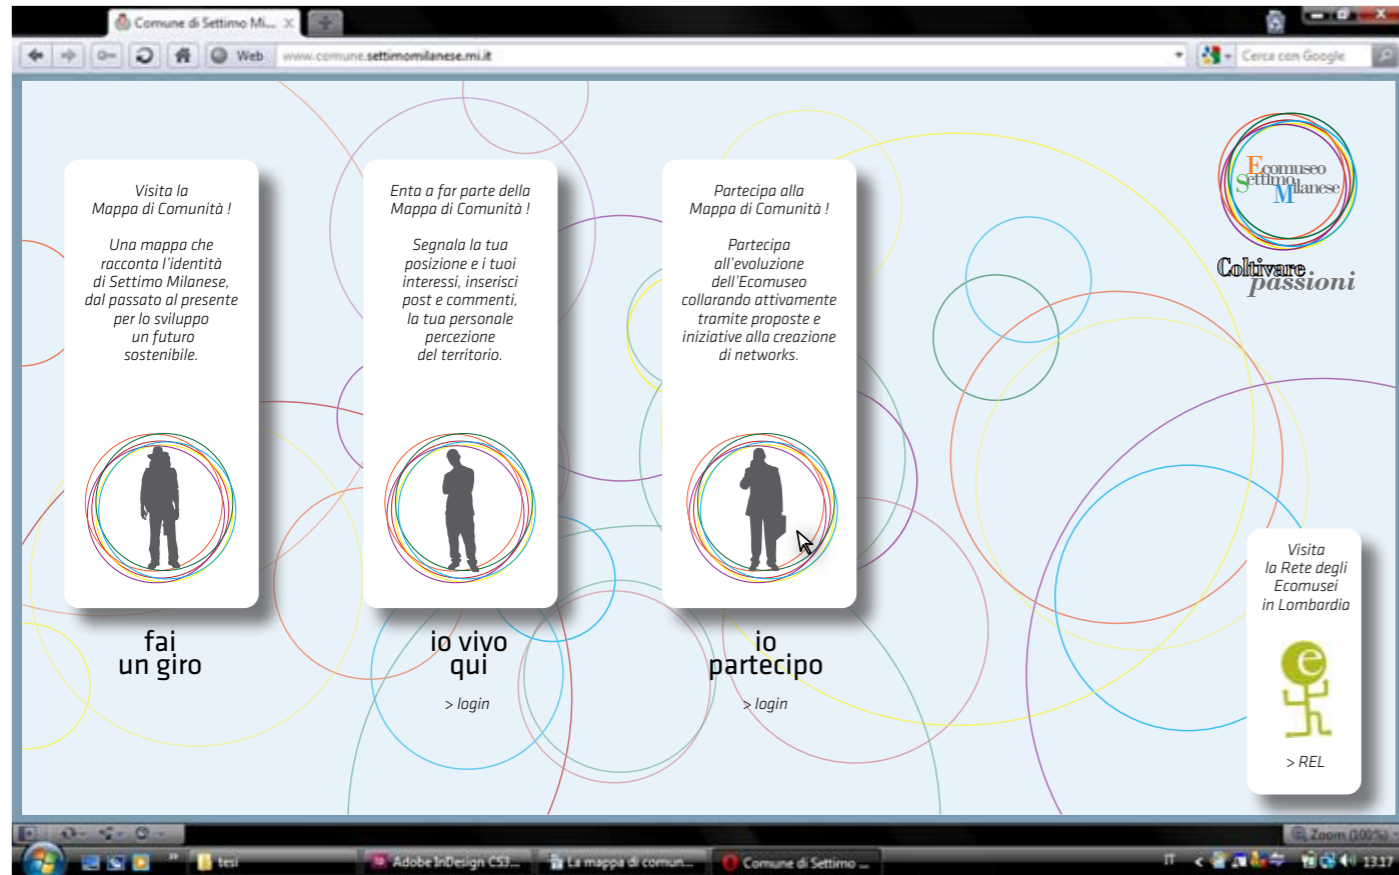 Comune di Settimo Mi...
Web
www.comune.settimomilanese.mi.it
Cerca con Google
Ecomuseo
Settimo
Milanese
Coltivare
passioni
Visita la
Mappa di Comunità !
Una mappa che
racconta l'identità
di Settimo Milanese,
dal passato al presente
per lo sviluppo
un futuro
sostenibile.
fai
un giro
Enta a far parte della
Mappa di Comunità !
Segnala la tua
posizione e i tuoi
interessi, inserisci
post e commenti,
la tua personale
percezione
del territorio.
io vivo
qui
> login
Partecipa alla
Mappa di Comunità !
Partecipa
all'evoluzione
dell'Ecomuseo
collarando attivamente
tramite proposte e
iniziative alla creazione
di networks.
io
partecipo
> login
Visita
la Rete degli
Ecomusei
in Lombardia
e
> REL
Zoom (100%)
tesi
Adobe InDesign CS3...
La mappa di comun...
Comune di Settimo ...
IT
13.17